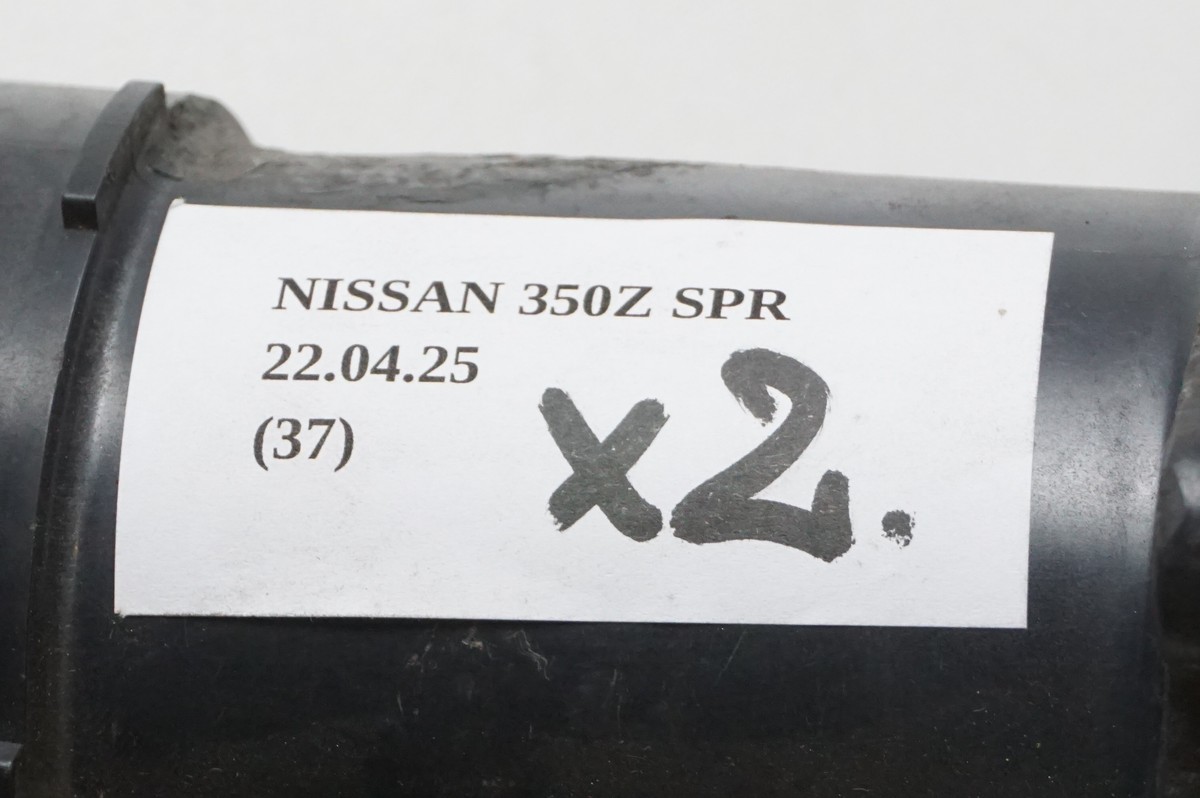 NISSAN 350Z SPR
22.04.25
(37)
x2.